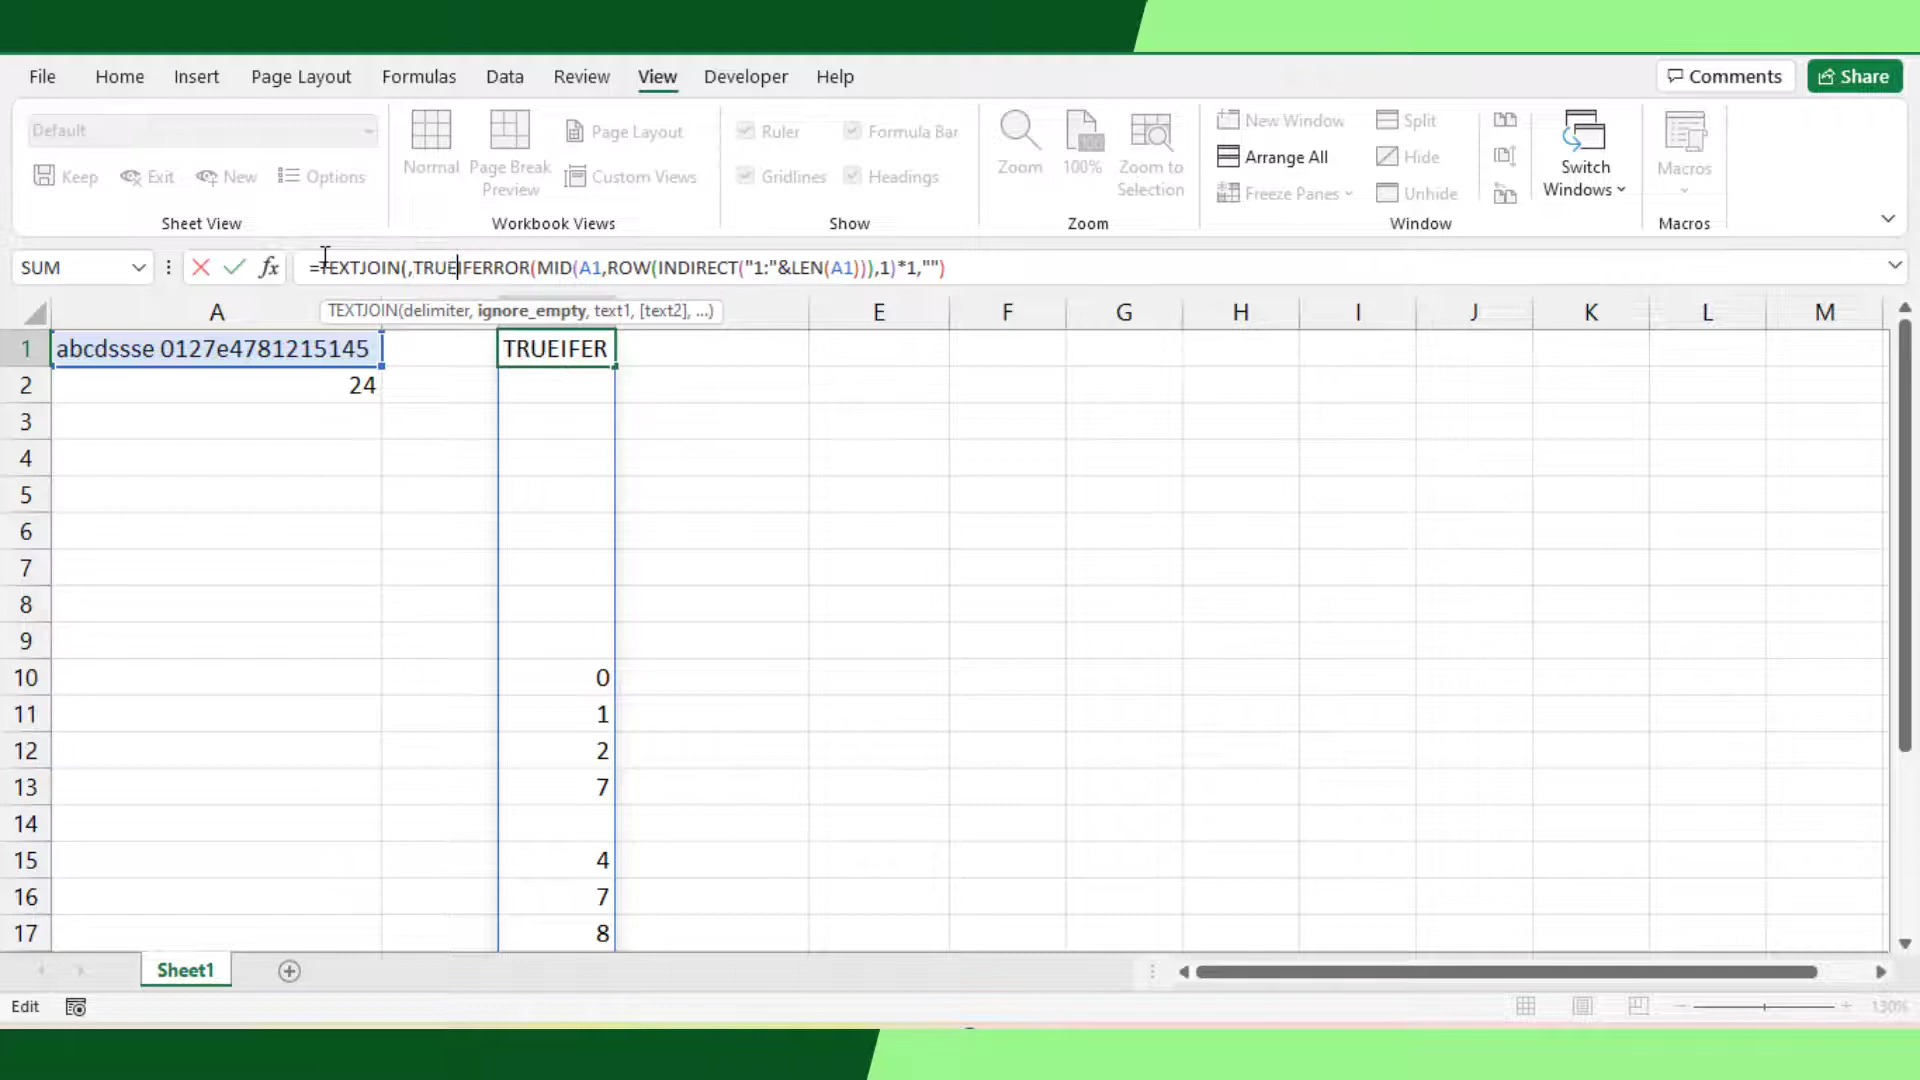 File Home Insert Page Layout Formulas Data Review View Developer Help Comments Share
Default
Keep Exit New Options
Sheet View
Normal
Page Break Preview
Page Layout
Custom Views
Workbook Views
Ruler Formula Bar
Gridlines Headings
Show
Zoom
100%
Zoom to Selection
Zoom
New Window
Arrange All
Freeze Panes
Split
Hide
Unhide
Switch Windows
Window
Macros
Macros
SUM fx =TEXTJOIN(,TRUEIFERROR(MID(A1,ROW(INDIRECT("1:"&LEN(A1))),1)*1,"")
TEXTJOIN(delimiter, ignore_empty, text1, [text2], ...)
A E F G H I J K L M
1 abcdssse 0127e4781215145 TRUEIFER
2 24
3
4
5
6
7
8
9
10 0
11 1
12 2
13 7
14
15 4
16 7
17 8
Sheet1
Edit 130%